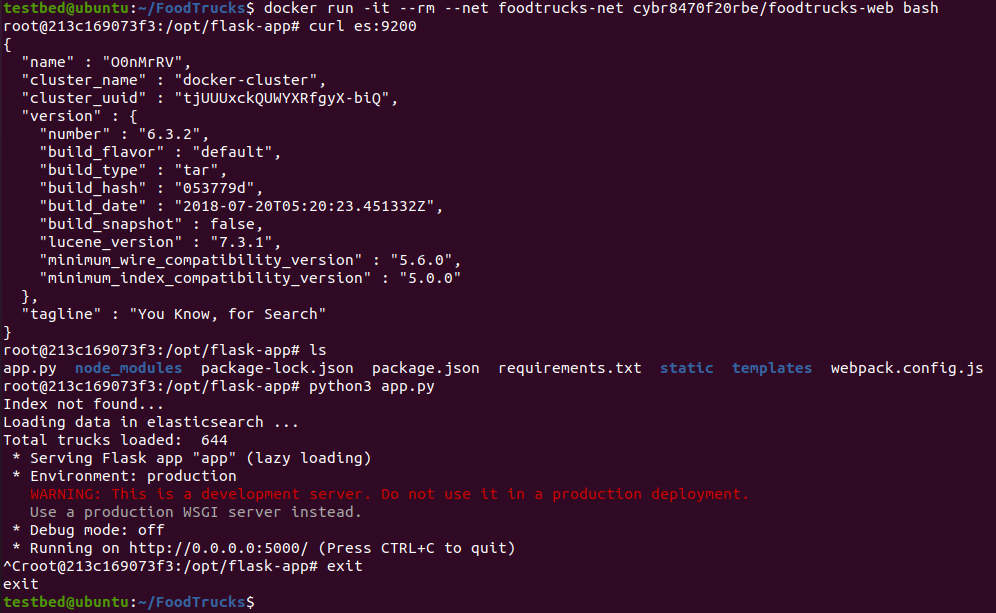 testbed@ubuntu:~/FoodTrucks$ docker run -it --rm --net foodtrucks-net cybr8470f20rbe/foodtrucks-web bash
root@213c169073f3:/opt/flask-app# curl es:9200
{
  "name" : "O0nMrRV",
  "cluster_name" : "docker-cluster",
  "cluster_uuid" : "tjUUUxckQUWYXRfgyX-biQ",
  "version" : {
    "number" : "6.3.2",
    "build_flavor" : "default",
    "build_type" : "tar",
    "build_hash" : "053779d",
    "build_date" : "2018-07-20T05:20:23.451332Z",
    "build_snapshot" : false,
    "lucene_version" : "7.3.1",
    "minimum_wire_compatibility_version" : "5.6.0",
    "minimum_index_compatibility_version" : "5.0.0"
  },
  "tagline" : "You Know, for Search"
}
root@213c169073f3:/opt/flask-app# ls
app.py  node_modules  package-lock.json  package.json  requirements.txt  static  templates  webpack.config.js
root@213c169073f3:/opt/flask-app# python3 app.py
Index not found...
Loading data in elasticsearch ...
Total trucks loaded:  644
 * Serving Flask app "app" (lazy loading)
 * Environment: production
   WARNING: This is a development server. Do not use it in a production deployment.
   Use a production WSGI server instead.
 * Debug mode: off
 * Running on http://0.0.0.0:5000/ (Press CTRL+C to quit)
^Croot@213c169073f3:/opt/flask-app# exit
exit
testbed@ubuntu:~/FoodTrucks$